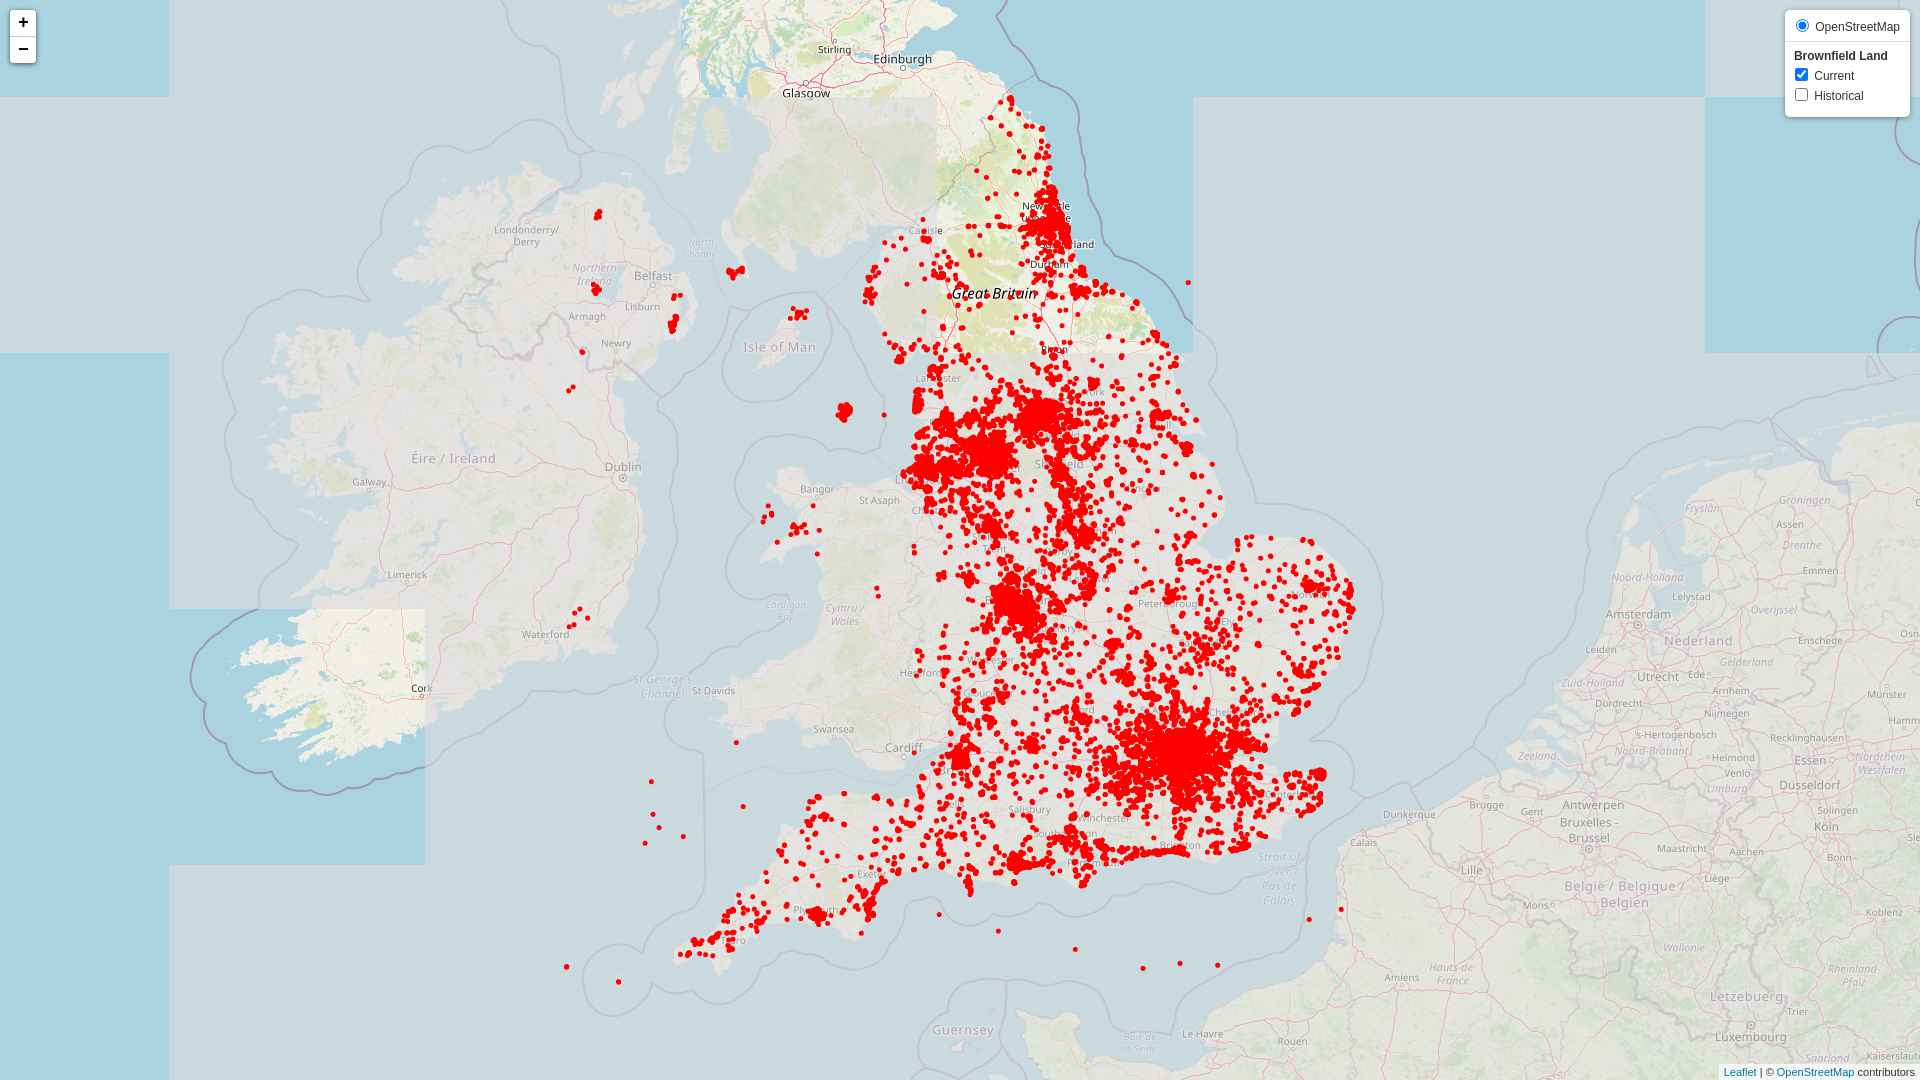 +
−
OpenStreetMap
Brownfield Land
Current
Historical
Stirling
Edinburgh
Glasgow
Londonderry/
Derry
North
Channel
Northern
Ireland
Belfast
Lisburn
Armagh
Newry
Isle of Man
Carlisle
Durham
Great Britain
Ripon
Éire / Ireland
Dublin
Galway
Limerick
Waterford
Cork
Bangor
St Asaph
Cardigan
Bay
Cymru /
Wales
St George's
Channel
St Davids
Swansea
Cardiff
Peterborough
Ely
Worcester
Salisbury
Winchester
Brighton
Exeter
Plymouth
Truro
Strait of
Dover /
Pas de
Calais
Guernsey
Groningen
Fryslân
Assen
Drenthe
Emmen
Noord-Holland
Lelystad
Overijssel
Amsterdam
Nederland
Enschede
Leiden
Gelderland
Utrecht
Ede
Zuid-Holland
Arnhem
Münster
Dordrecht
Nijmegen
Hamm
's-Hertogenbosch
Recklinghausen
Noord-Brabant
Zeeland
Helmond
Essen
Nordrhein-
Westfalen
Venlo
Limburg
Düsseldorf
Brugge
Antwerpen
Gent
Solingen
Dunkerque
Bruxelles -
Brussel
Köln
Calais
Maastricht
Aachen
Bonn
Lille
Liège
België / Belgique /
Belgien
Mons
Namur
Koblenz
Wallonie
Amiens
Hauts-de-
France
Rheinland-
Pfalz
Lëtzebuerg
Trier
Luxembourg
Le Havre
Baie de
la Seine
Rouen
Reims
Saarland
Kaiserslautern
Leaflet | © OpenStreetMap contributors